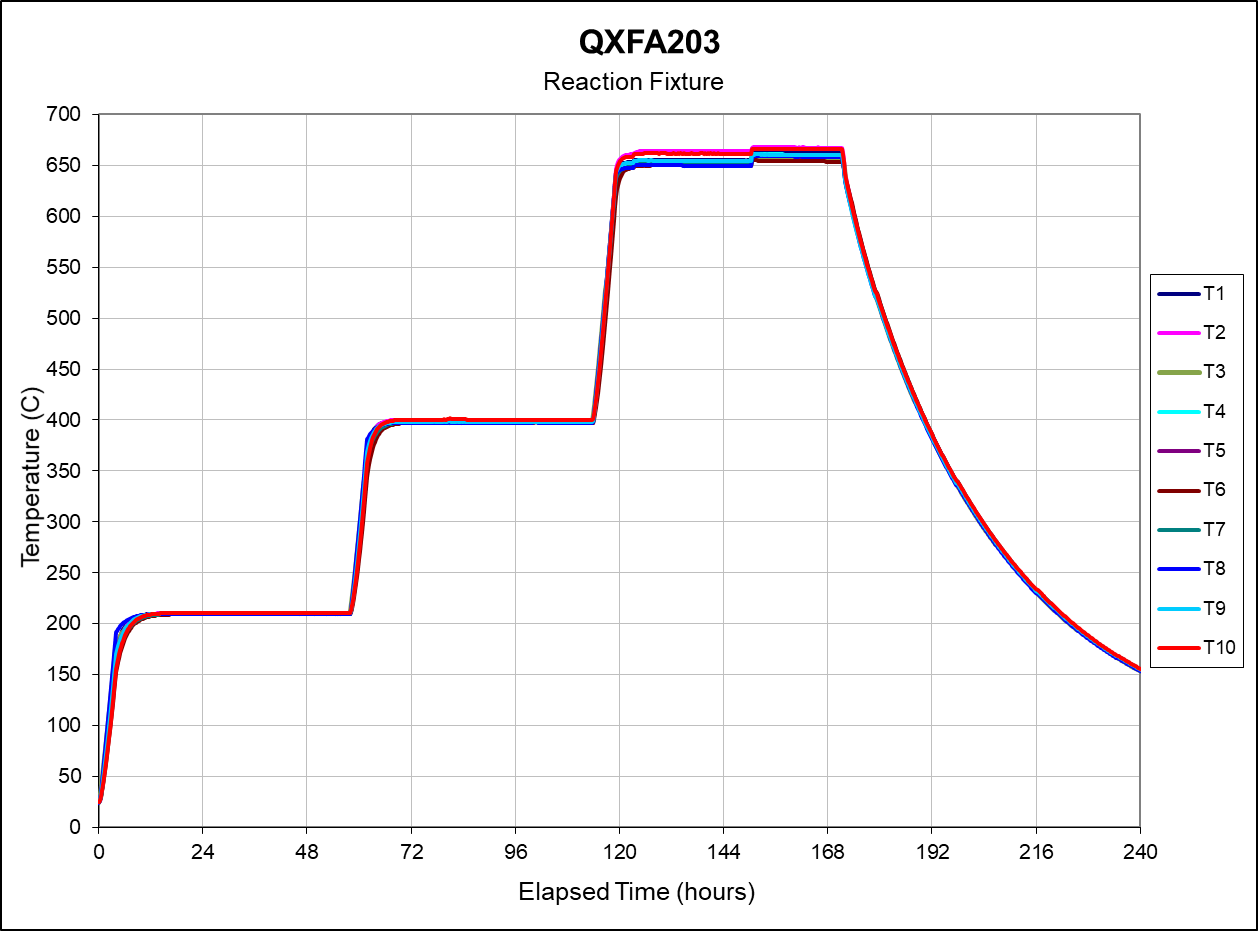 QXFA203
Reaction Fixture
Temperature (C)
700
650
600
550
500
450
400
350
300
250
200
150
100
50
0
0 24 48 72 96 120 144 168 192 216 240
Elapsed Time (hours)
T1
T2
T3
T4
T5
T6
T7
T8
T9
T10